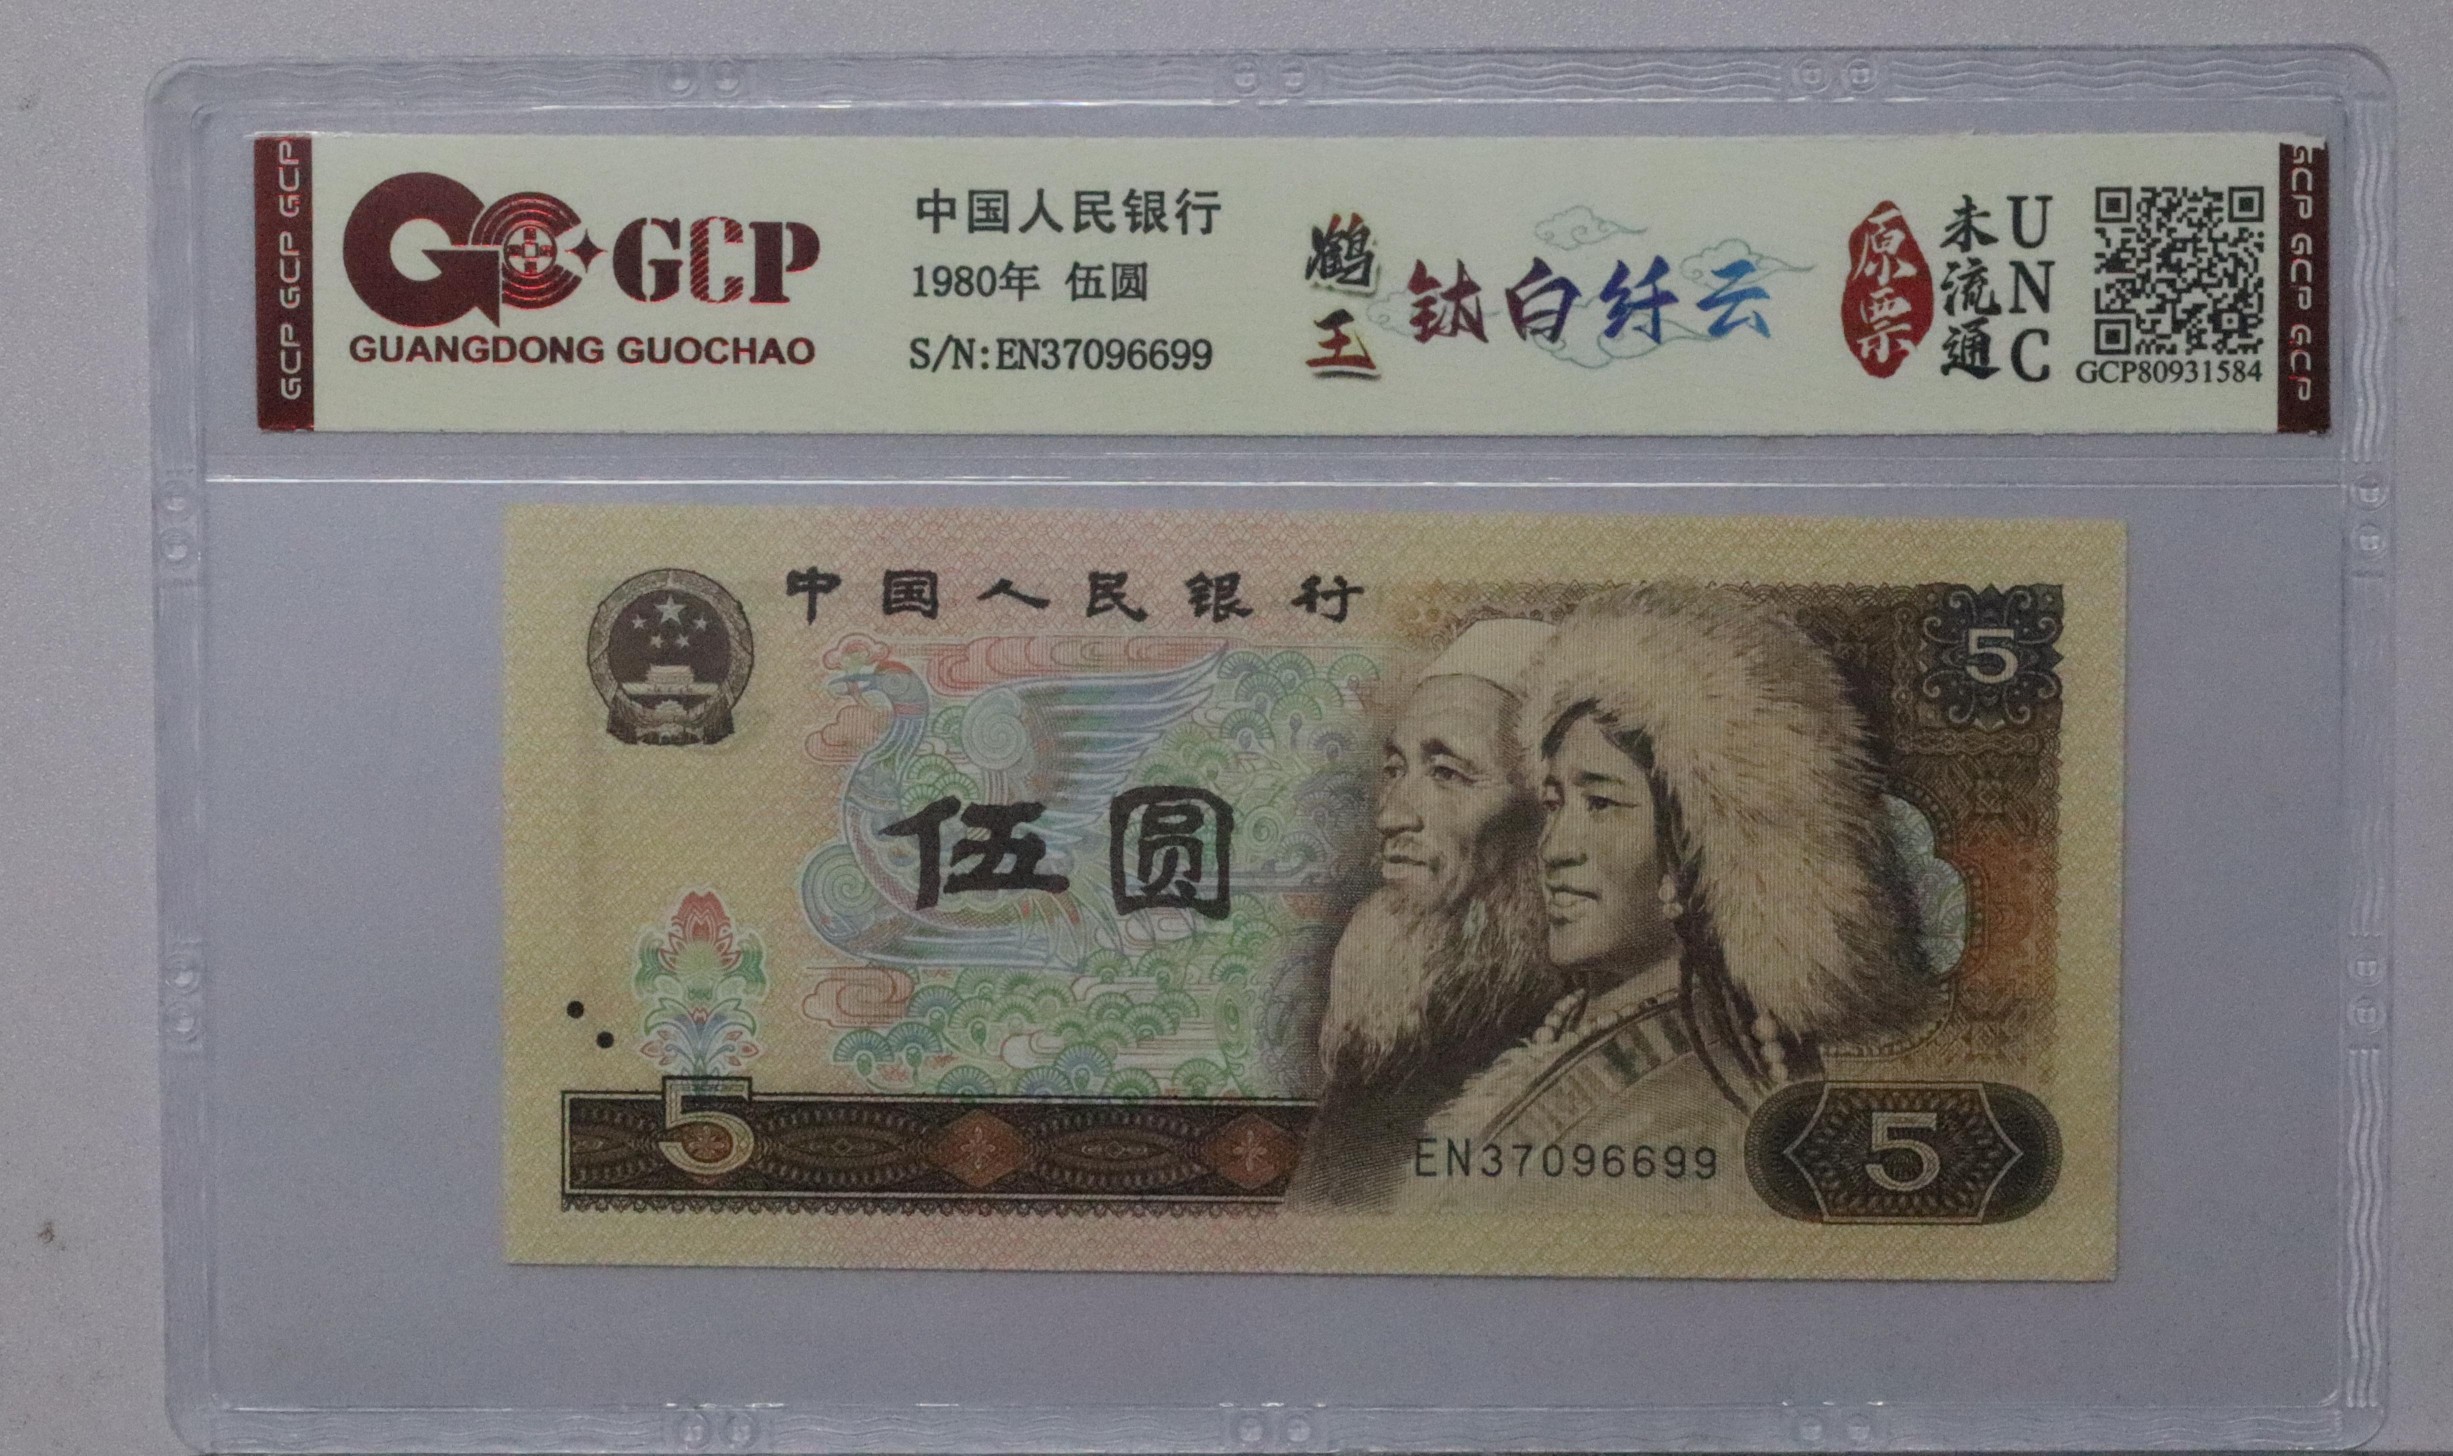 GCP GCP GCP
GCP
GUANGDONG GUOCHAO
中国人民银行
1980年 伍圆
S/N:EN37096699
王
钛白纤云
原票
未流通
UNC
GCP80931584
GCP GCP GCP
中国人民银行
5
伍圆
5
EN37096699
5